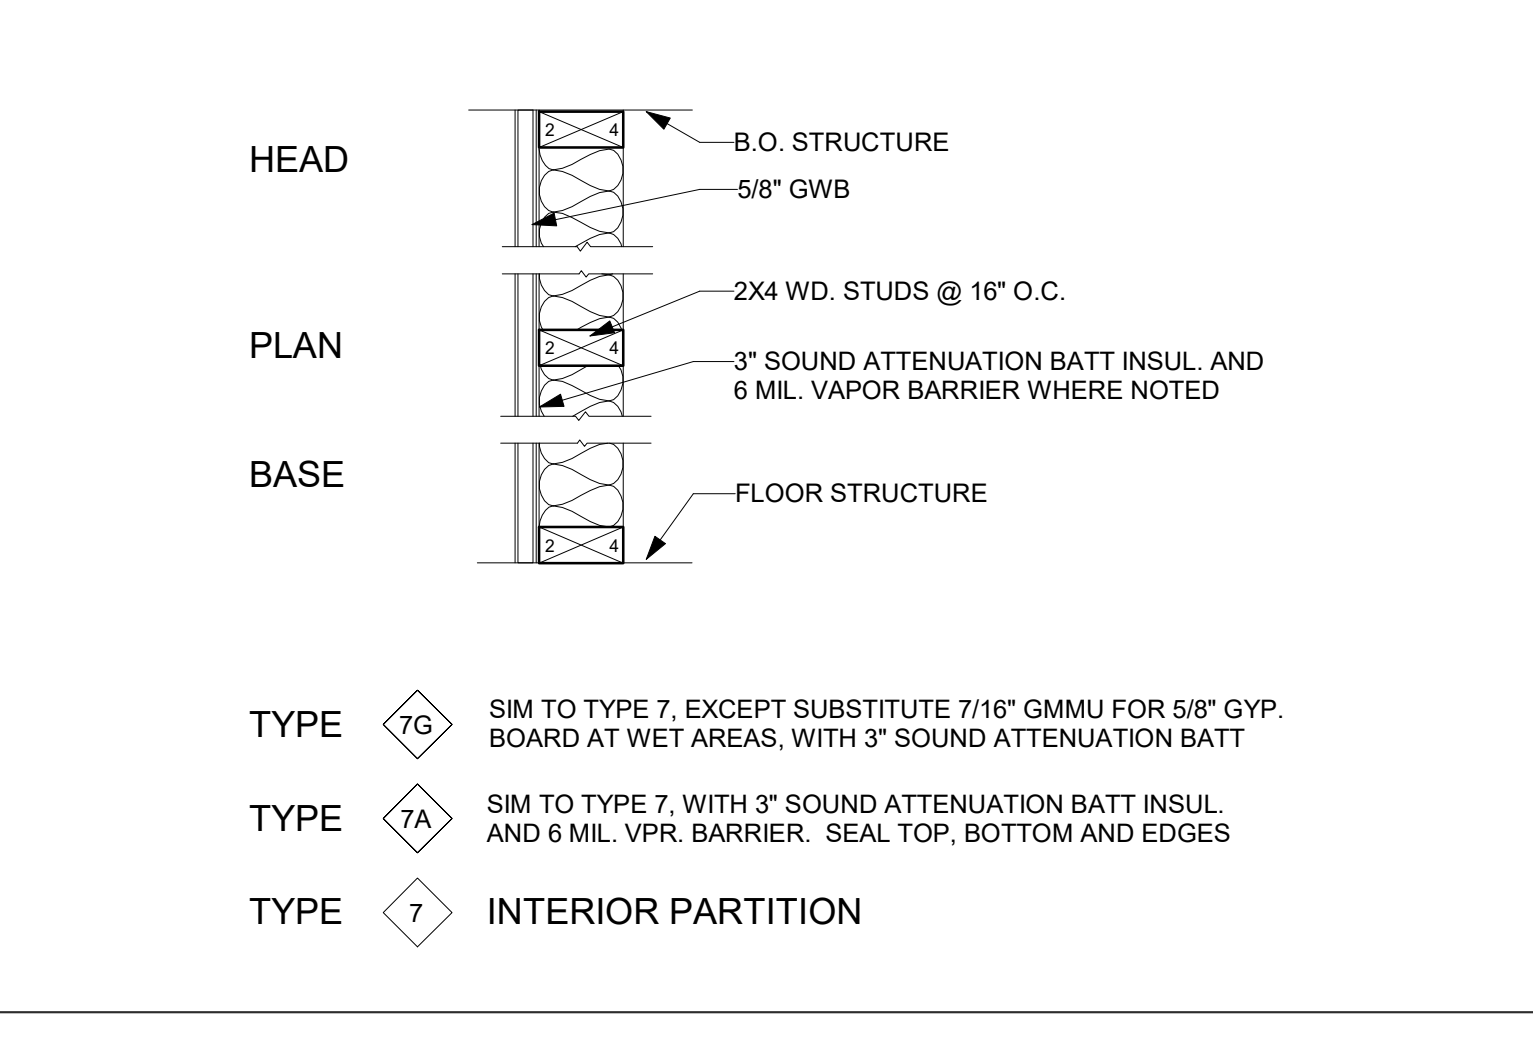 HEAD
2 4
B.O. STRUCTURE
5/8" GWB
2X4 WD. STUDS @ 16" O.C.
PLAN
2 4
3" SOUND ATTENUATION BATT INSUL. AND
6 MIL. VAPOR BARRIER WHERE NOTED
BASE
FLOOR STRUCTURE
2 4
TYPE 7G SIM TO TYPE 7, EXCEPT SUBSTITUTE 7/16" GMMU FOR 5/8" GYP.
BOARD AT WET AREAS, WITH 3" SOUND ATTENUATION BATT
TYPE 7A SIM TO TYPE 7, WITH 3" SOUND ATTENUATION BATT INSUL.
AND 6 MIL. VPR. BARRIER. SEAL TOP, BOTTOM AND EDGES
TYPE 7 INTERIOR PARTITION